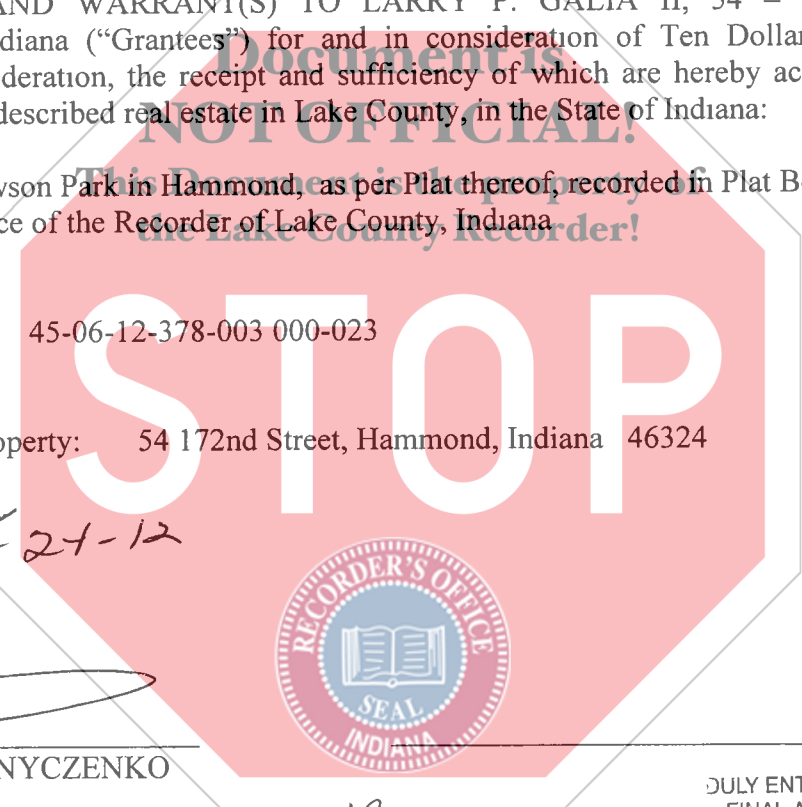 AND WARRANT(S) TO LARRY P. GALIA II, 54 –
diana (“Grantees”) for and in consideration of Ten Dollar
Document is
deration, the receipt and sufficiency of which are hereby ac
described real estate in Lake County, in the State of Indiana:
NOT OFFICIAL!
This Document is the property of
wson Park in Hammond, as per Plat thereof, recorded in Plat B
ce of the Recorder of Lake County, Indiana
the Lake County Recorder!
STOP
45-06-12-378-003 000-023
operty: 54 172nd Street, Hammond, Indiana 46324
24-12
RECORDER'S OFFICE
SEAL
INDIANA
NYCZENKO
DULY ENT
FINAL A